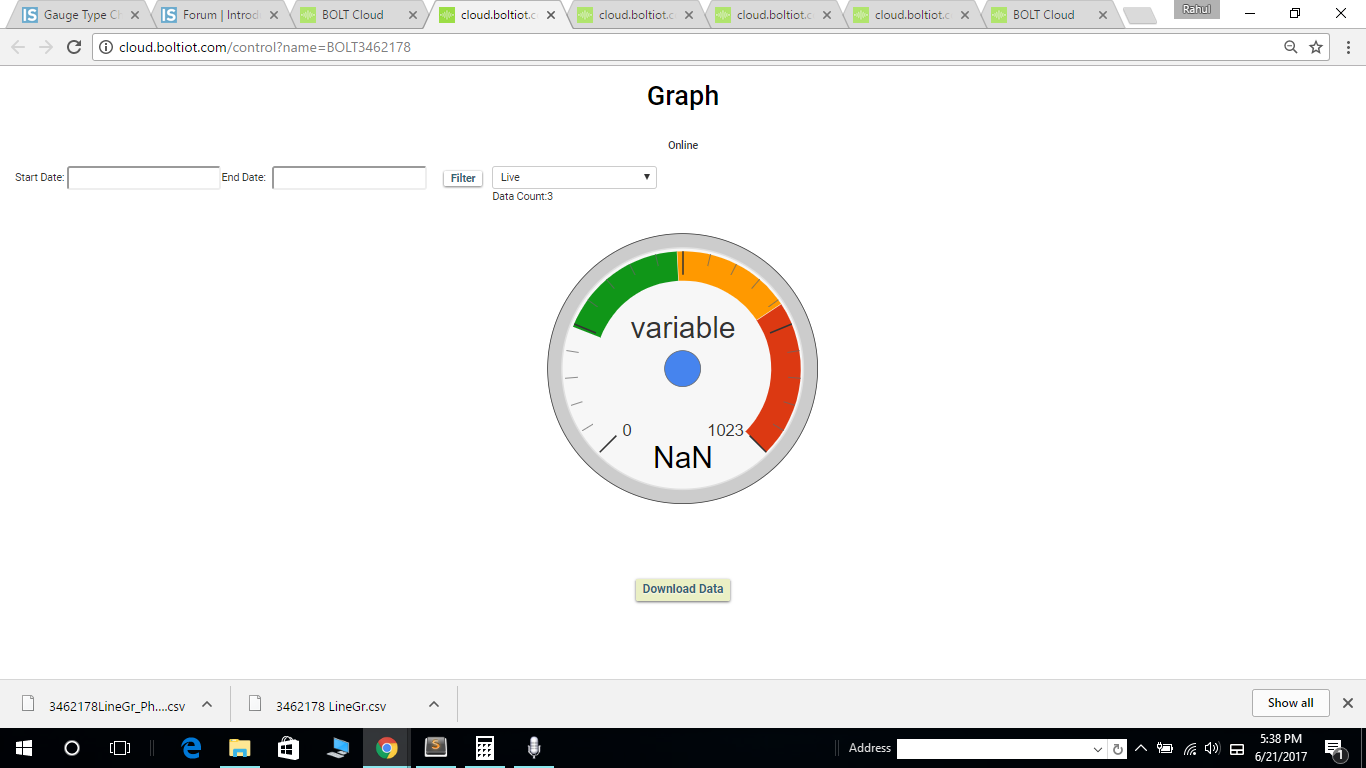 Gauge Type Ch
Forum | Introd
BOLT Cloud
cloud.boltiot.c
cloud.boltiot.c
cloud.boltiot.c
cloud.boltiot.c
BOLT Cloud
Rahul
cloud.boltiot.com/control?name=BOLT3462178
Graph
Online
Start Date:
End Date:
Filter
Live
Data Count:3
variable
0
1023
NaN
Download Data
3462178LineGr_Ph....csv
3462178 LineGr.csv
Show all
Address
5:38 PM
6/21/2017
1